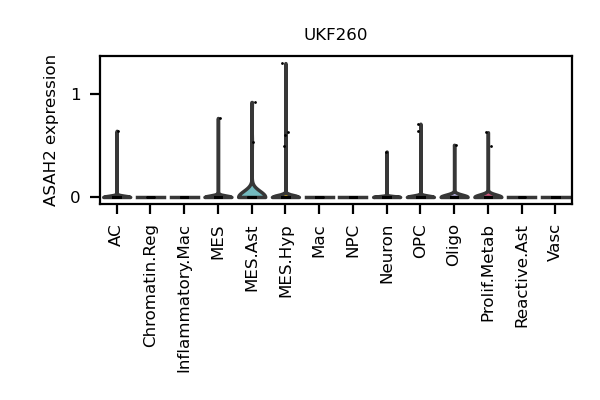 UKF260
ASAH2 expression
1
0
AC
Chromatin.Reg
Inflammatory.Mac
MES
MES.Ast
MES.Hyp
Mac
NPC
Neuron
OPC
Oligo
Prolif.Metab
Reactive.Ast
Vasc